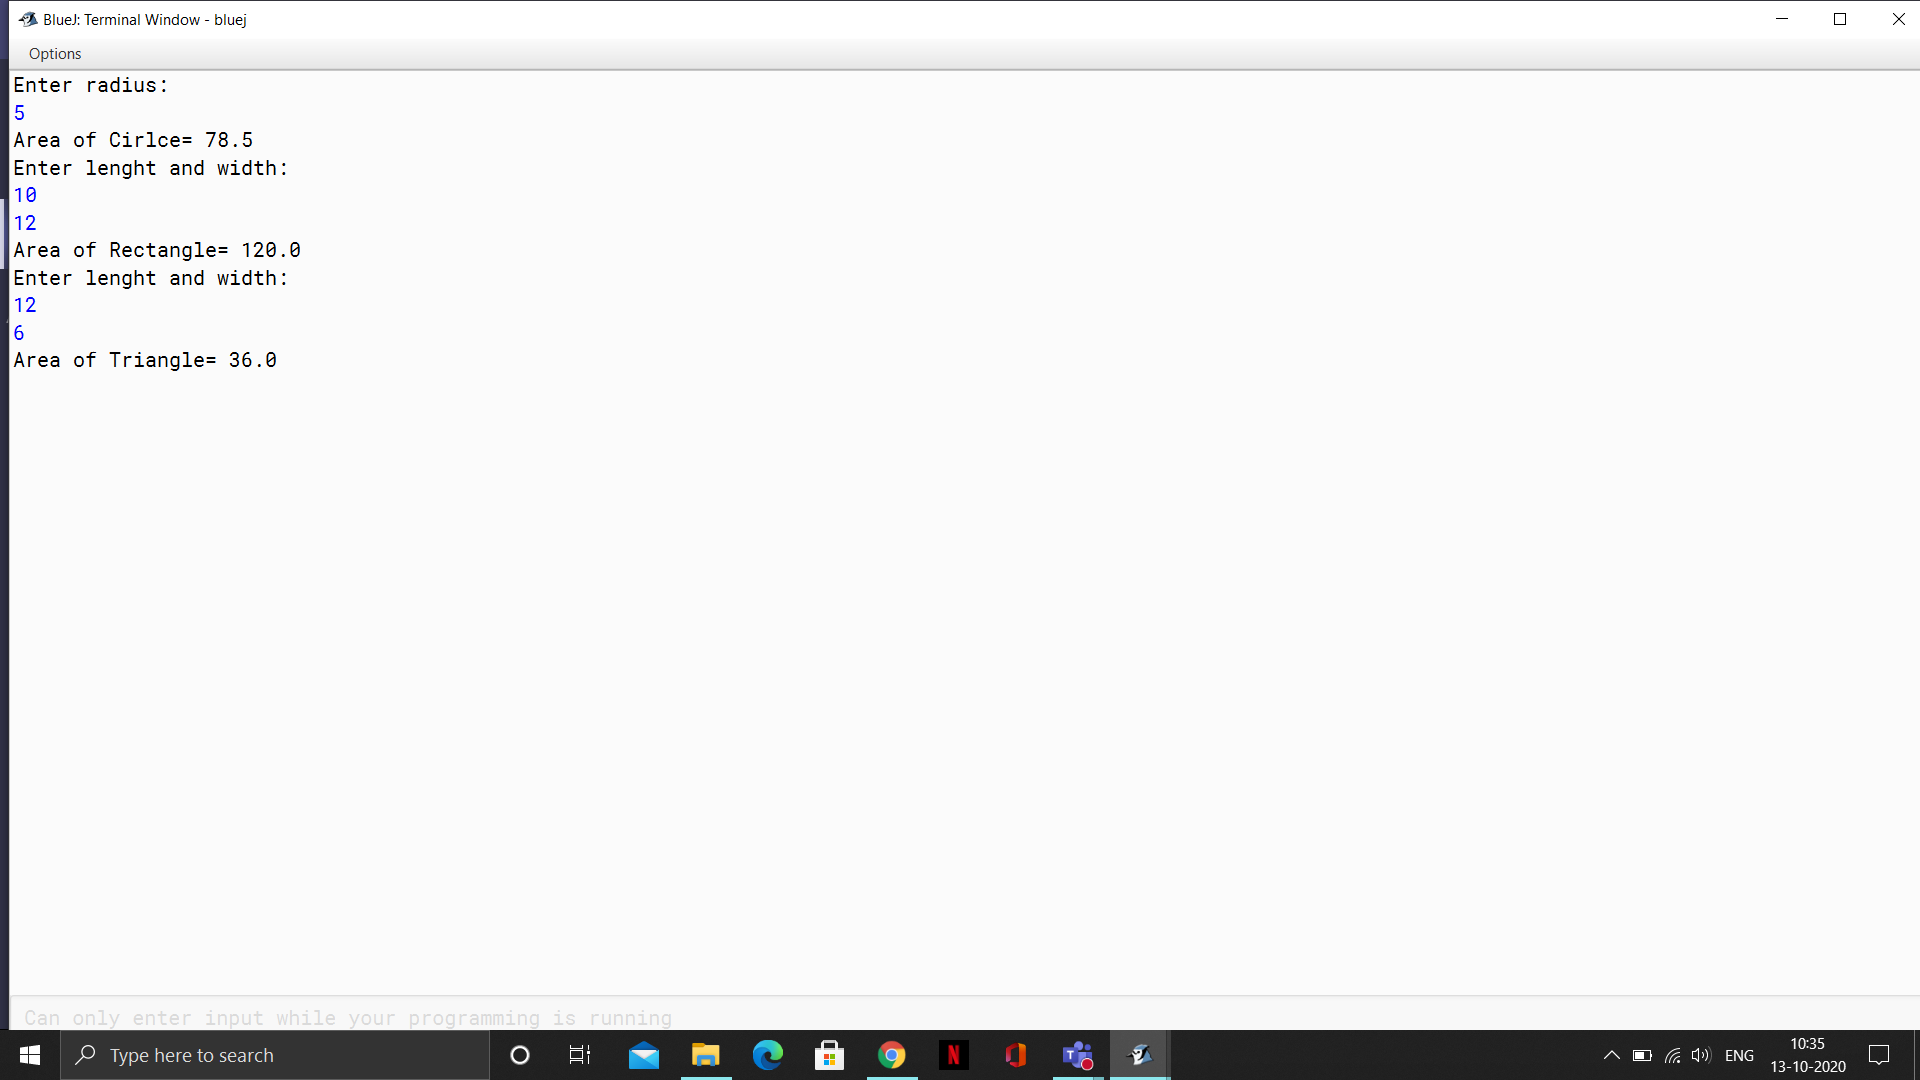 BlueJ: Terminal Window - bluej
Options
Enter radius:
5
Area of Cirlce= 78.5
Enter lenght and width:
10
12
Area of Rectangle= 120.0
Enter lenght and width:
12
6
Area of Triangle= 36.0
Can only enter input while your programming is running
Type here to search
N
T
ENG
10:35
13-10-2020